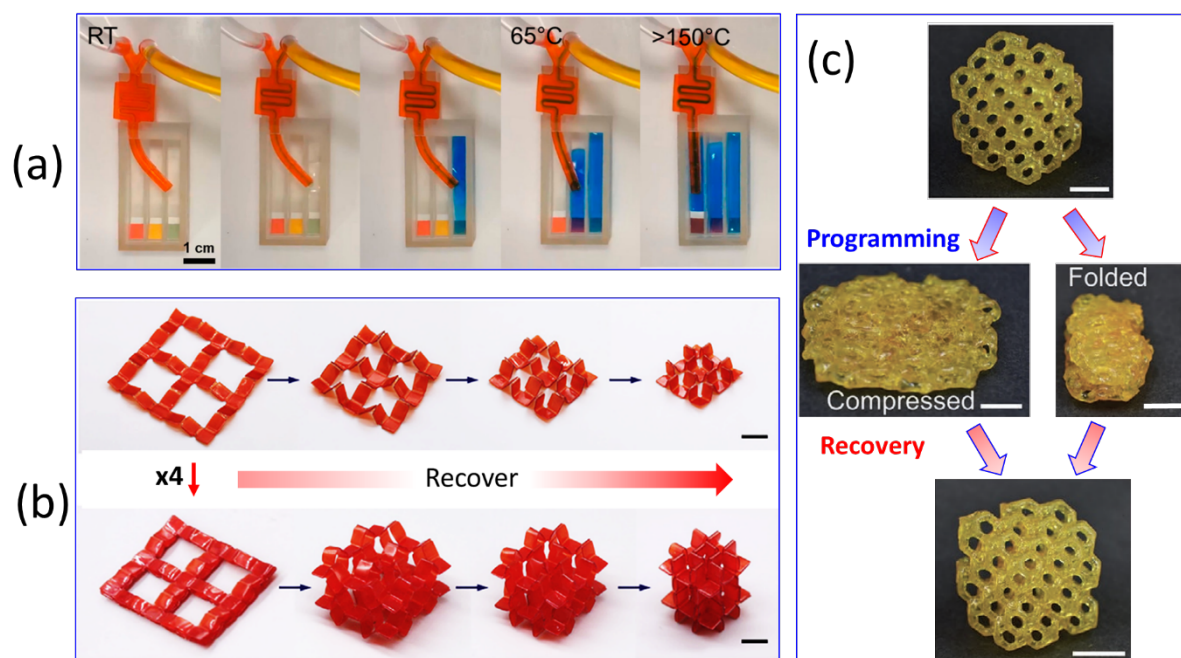 (a)
RT
65°C
>150°C
1 cm
(b)
x4
Recover
(c)
Programming
Compressed
Folded
Recovery